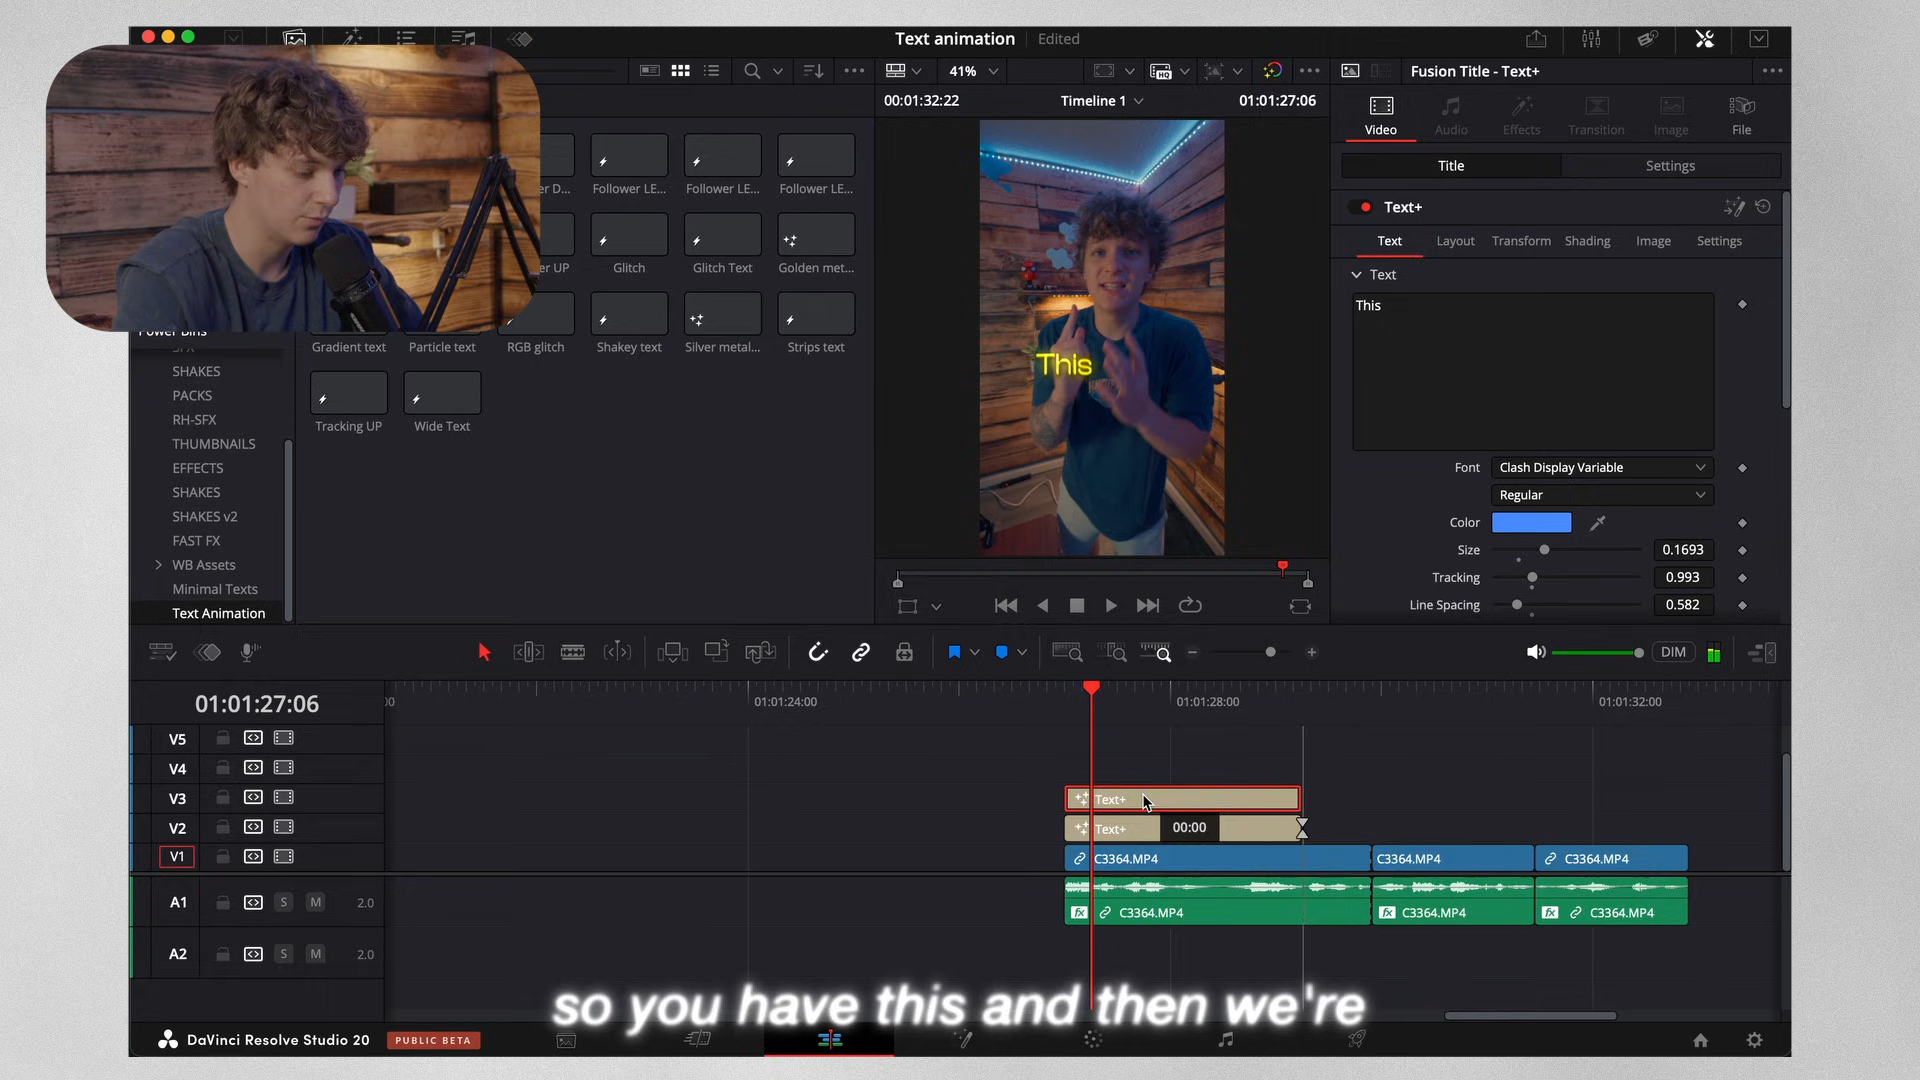 Text animation Edited
41%
Fusion Title - Text+
00:01:32:22
Timeline 1
01:01:27:06
Video
Audio
Effects
Transition
Image
File
Title
Settings
Text+
Text
Layout
Transform
Shading
Image
Settings
Text
This
Font
Clash Display Variable
Regular
Color
Size
0.1693
Tracking
0.993
Line Spacing
0.582
er D...
Follower LE...
Follower LE...
Follower LE...
er UP
Glitch
Glitch Text
Golden met...
Gradient text
Particle text
RGB glitch
Shakey text
Silver metal...
Strips text
Tracking UP
Wide Text
Power Bins
SFX
SHAKES
PACKS
RH-SFX
THUMBNAILS
EFFECTS
SHAKES
SHAKES v2
FAST FX
WB Assets
Minimal Texts
Text Animation
This
DIM
01:01:27:06
00
01:01:24:00
01:01:28:00
01:01:32:00
V5
V4
V3
Text+
V2
Text+
00:00
V1
C3364.MP4
C3364.MP4
C3364.MP4
A1
S
M
2.0
C3364.MP4
C3364.MP4
C3364.MP4
A2
S
M
2.0
so you have this and then we're
DaVinci Resolve Studio 20
PUBLIC BETA